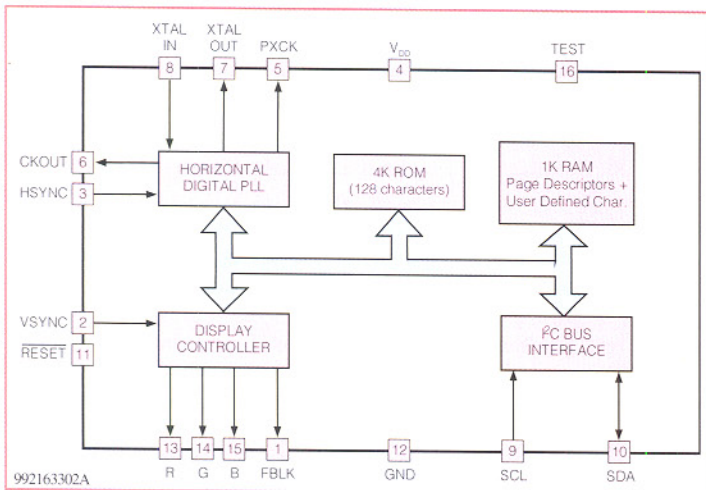 XTAL IN
XTAL OUT
PXCK
VDD
TEST
8
7
5
4
16
CKOUT
6
HSYNC
3
HORIZONTAL
DIGITAL PLL
4K ROM
(128 characters)
1K RAM
Page Descriptors +
User Defined Char.
VSYNC
2
RESET
11
DISPLAY
CONTROLLER
I²C BUS
INTERFACE
13
14
15
1
12
9
10
R
G
B
FBLK
GND
SCL
SDA
992163302A